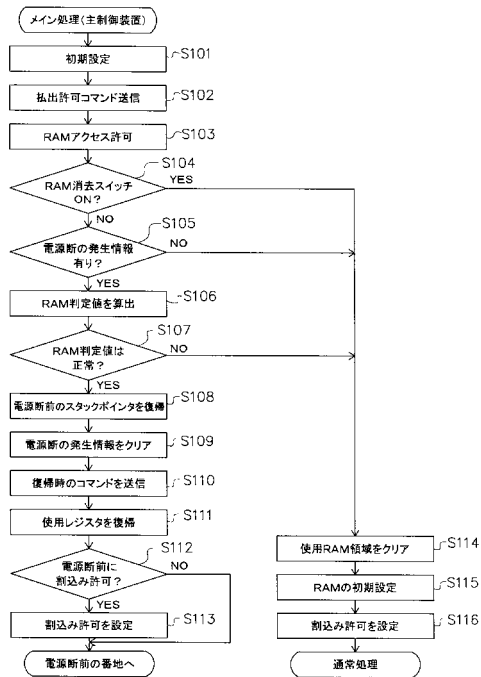 メイン処理(主制御装置)
初期設定
S101
払出許可コマンド送信
S102
RAMアクセス許可
S103
S104
RAM消去スイッチ
ON?
YES
NO
S105
電源断の発生情報
有り?
NO
YES
RAM判定値を算出
S106
S107
RAM判定値は
正常?
NO
YES
電源断前のスタックポインタを復帰
S108
電源断の発生情報をクリア
S109
復帰時のコマンドを送信
S110
使用レジスタを復帰
S111
S112
電源断前に
割込み許可?
NO
YES
割込み許可を設定
S113
電源断前の番地へ
使用RAM領域をクリア
S114
RAMの初期設定
S115
割込み許可を設定
S116
通常処理